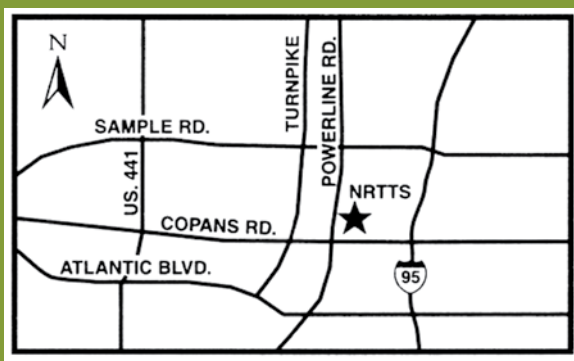 N
TURNPIKE
POWERLINE RD.
SAMPLE RD.
US. 441
NRTTS
COPANS RD.
ATLANTIC BLVD.
95